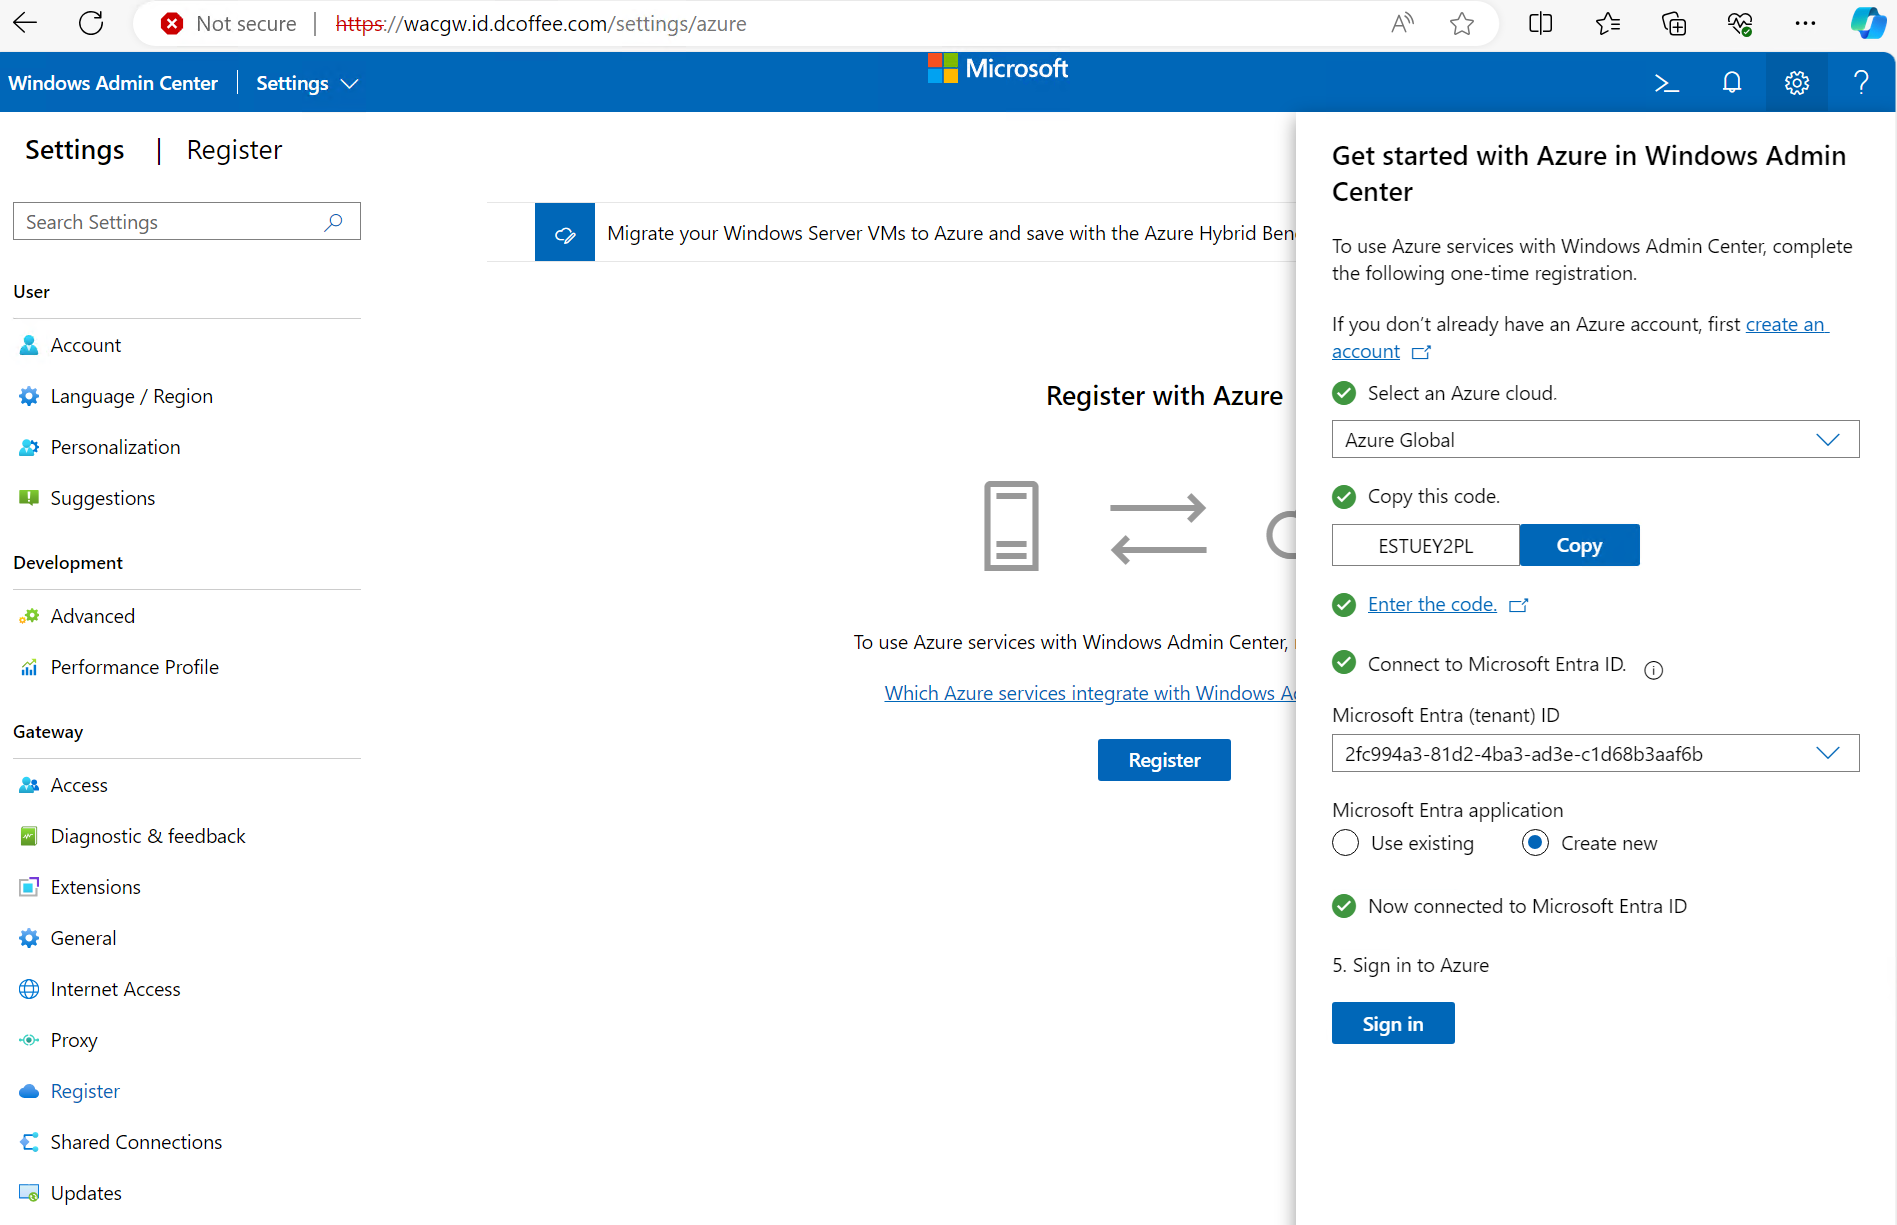 Not secure
https://wacgw.id.dcoffee.com/settings/azure
Windows Admin Center
Settings
Microsoft
Settings | Register
Search Settings
User
Account
Language / Region
Personalization
Suggestions
Development
Advanced
Performance Profile
Gateway
Access
Diagnostic & feedback
Extensions
General
Internet Access
Proxy
Register
Shared Connections
Updates
Migrate your Windows Server VMs to Azure and save with the Azure Hybrid
Register with Azure
To use Azure services with Windows Admin Center,
Which Azure services integrate with Windows
Register
Get started with Azure in Windows Admin
Center
To use Azure services with Windows Admin Center, complete
the following one-time registration.
If you don't already have an Azure account, first create an
account
Select an Azure cloud.
Azure Global
Copy this code.
ESTUEY2PL
Copy
Enter the code.
Connect to Microsoft Entra ID.
Microsoft Entra (tenant) ID
2fc994a3-81d2-4ba3-ad3e-c1d68b3aaf6b
Microsoft Entra application
Use existing
Create new
Now connected to Microsoft Entra ID
5. Sign in to Azure
Sign in